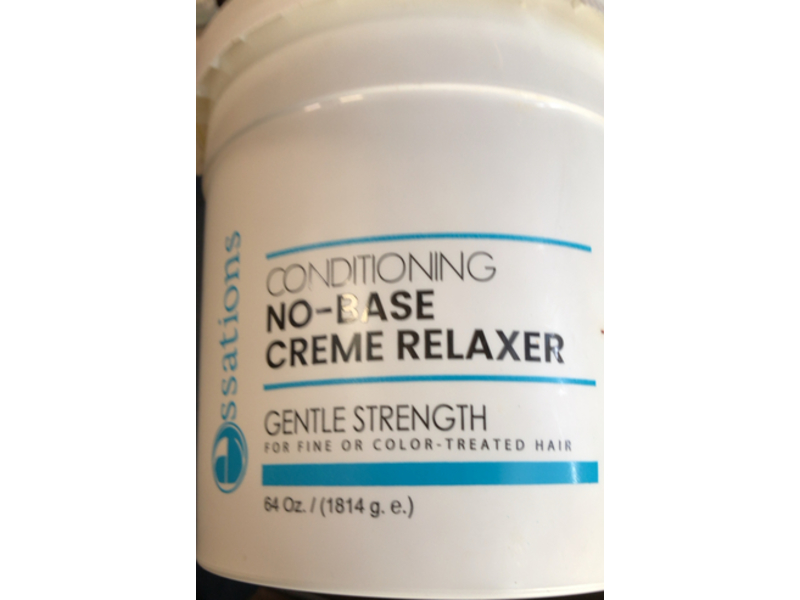 ssations
CONDITIONING
NO-BASE
CREME RELAXER
GENTLE STRENGTH
FOR FINE OR COLOR-TREATED HAIR
64 Oz. / (1814 g. e.)